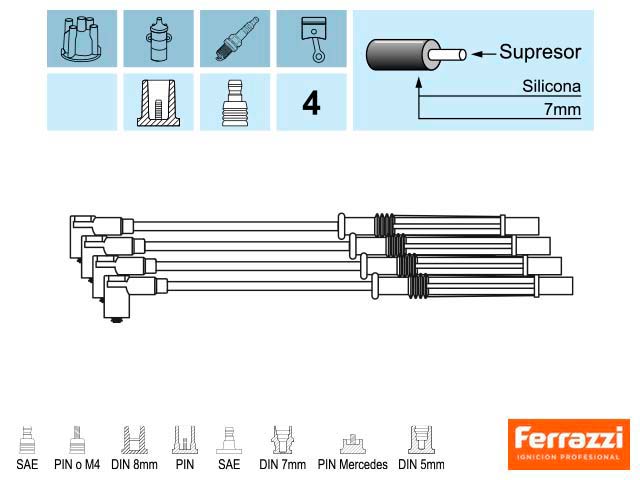 Supresor
Silicona
4
7mm
SAE PIN o M4 DIN 8mm PIN SAE DIN 7mm PIN Mercedes DIN 5mm
Ferrazzi
IGNICION PROFESIONAL